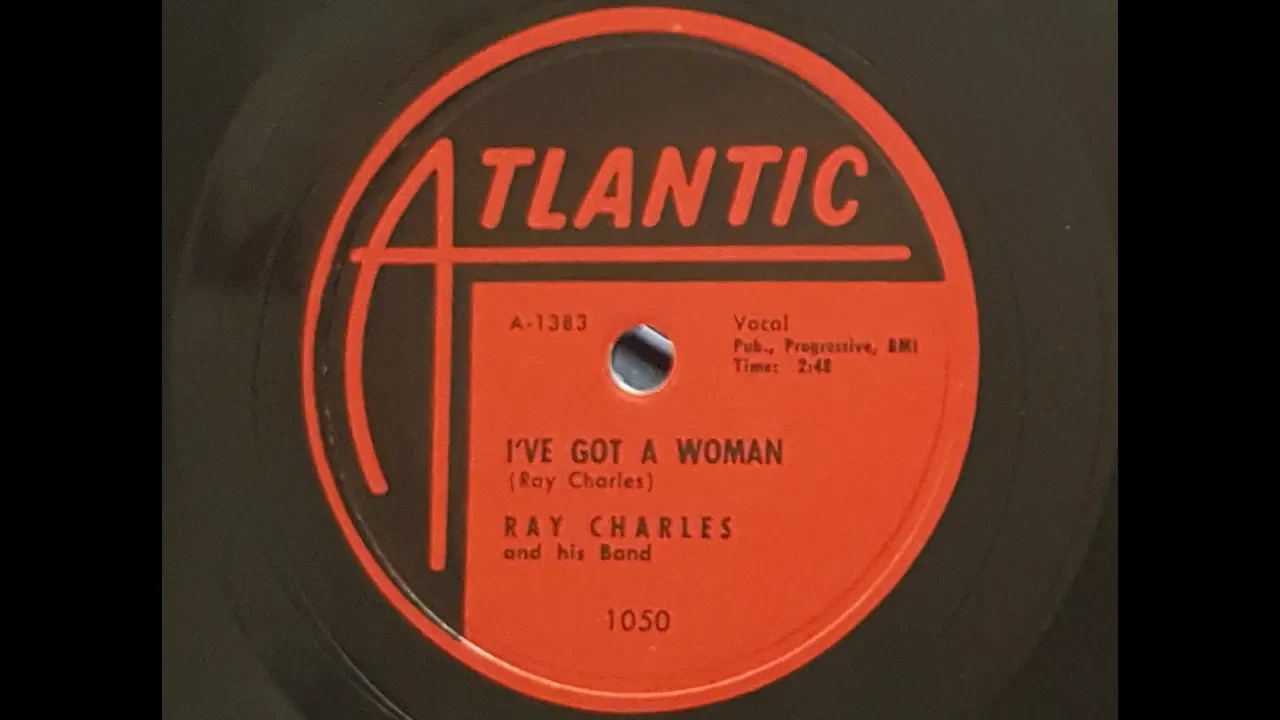 ATLANTIC
A-1383
Vocal
Pub., Progressive, BMI
Time: 2:48
I'VE GOT A WOMAN
(Ray Charles)
RAY CHARLES
and his Band
1050